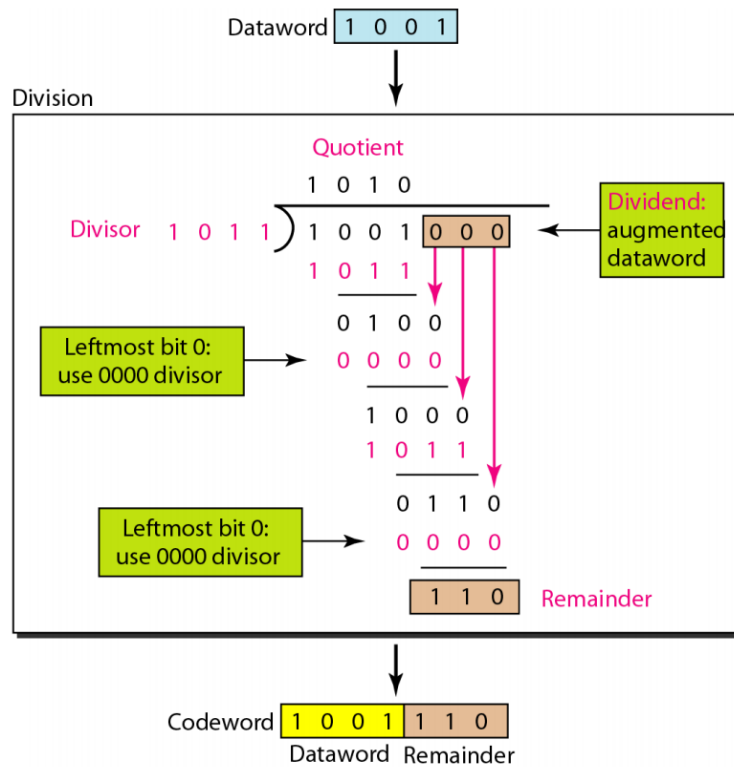 Dataword 1 0 0 1
Division
Quotient
1 0 1 0
Divisor 1 0 1 1 1 0 0 1 0 0 0
Dividend:
augmented
dataword
1 0 1 1
0 1 0 0
Leftmost bit 0:
use 0000 divisor
0 0 0 0
1 0 0 0
1 0 1 1
0 1 1 0
Leftmost bit 0:
use 0000 divisor
0 0 0 0
1 1 0 Remainder
Codeword 1 0 0 1 1 1 0
Dataword Remainder